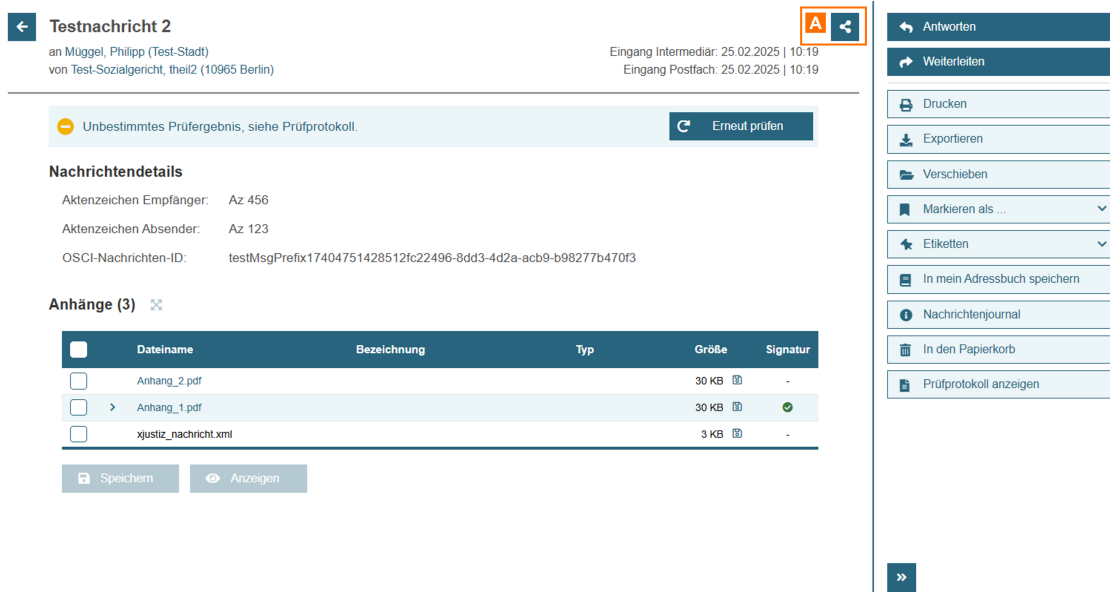 Testnachricht 2
A
an Müggel, Philipp (Test-Stadt)
Eingang Intermediär: 25.02.2025 | 10:19
von Test-Sozialgericht, theil2 (10965 Berlin)
Eingang Postfach: 25.02.2025 | 10:19
Unbestimmtes Prüfergebnis, siehe Prüfprotokoll.
Erneut prüfen
Nachrichtendetails
Aktenzeichen Empfänger: Az 456
Aktenzeichen Absender: Az 123
OSCI-Nachrichten-ID: testMsgPrefix17404751428512fc22496-8dd3-4d2a-acb9-b98277b470f3
Anhänge (3)
Dateiname Bezeichnung Typ Größe Signatur
Anhang_2.pdf 30 KB -
Anhang_1.pdf 30 KB
xjustiz_nachricht.xml 3 KB -
Speichern Anzeigen
Antworten
Weiterleiten
Drucken
Exportieren
Verschieben
Markieren als ...
Etiketten
In mein Adressbuch speichern
Nachrichtenjournal
In den Papierkorb
Prüfprotokoll anzeigen